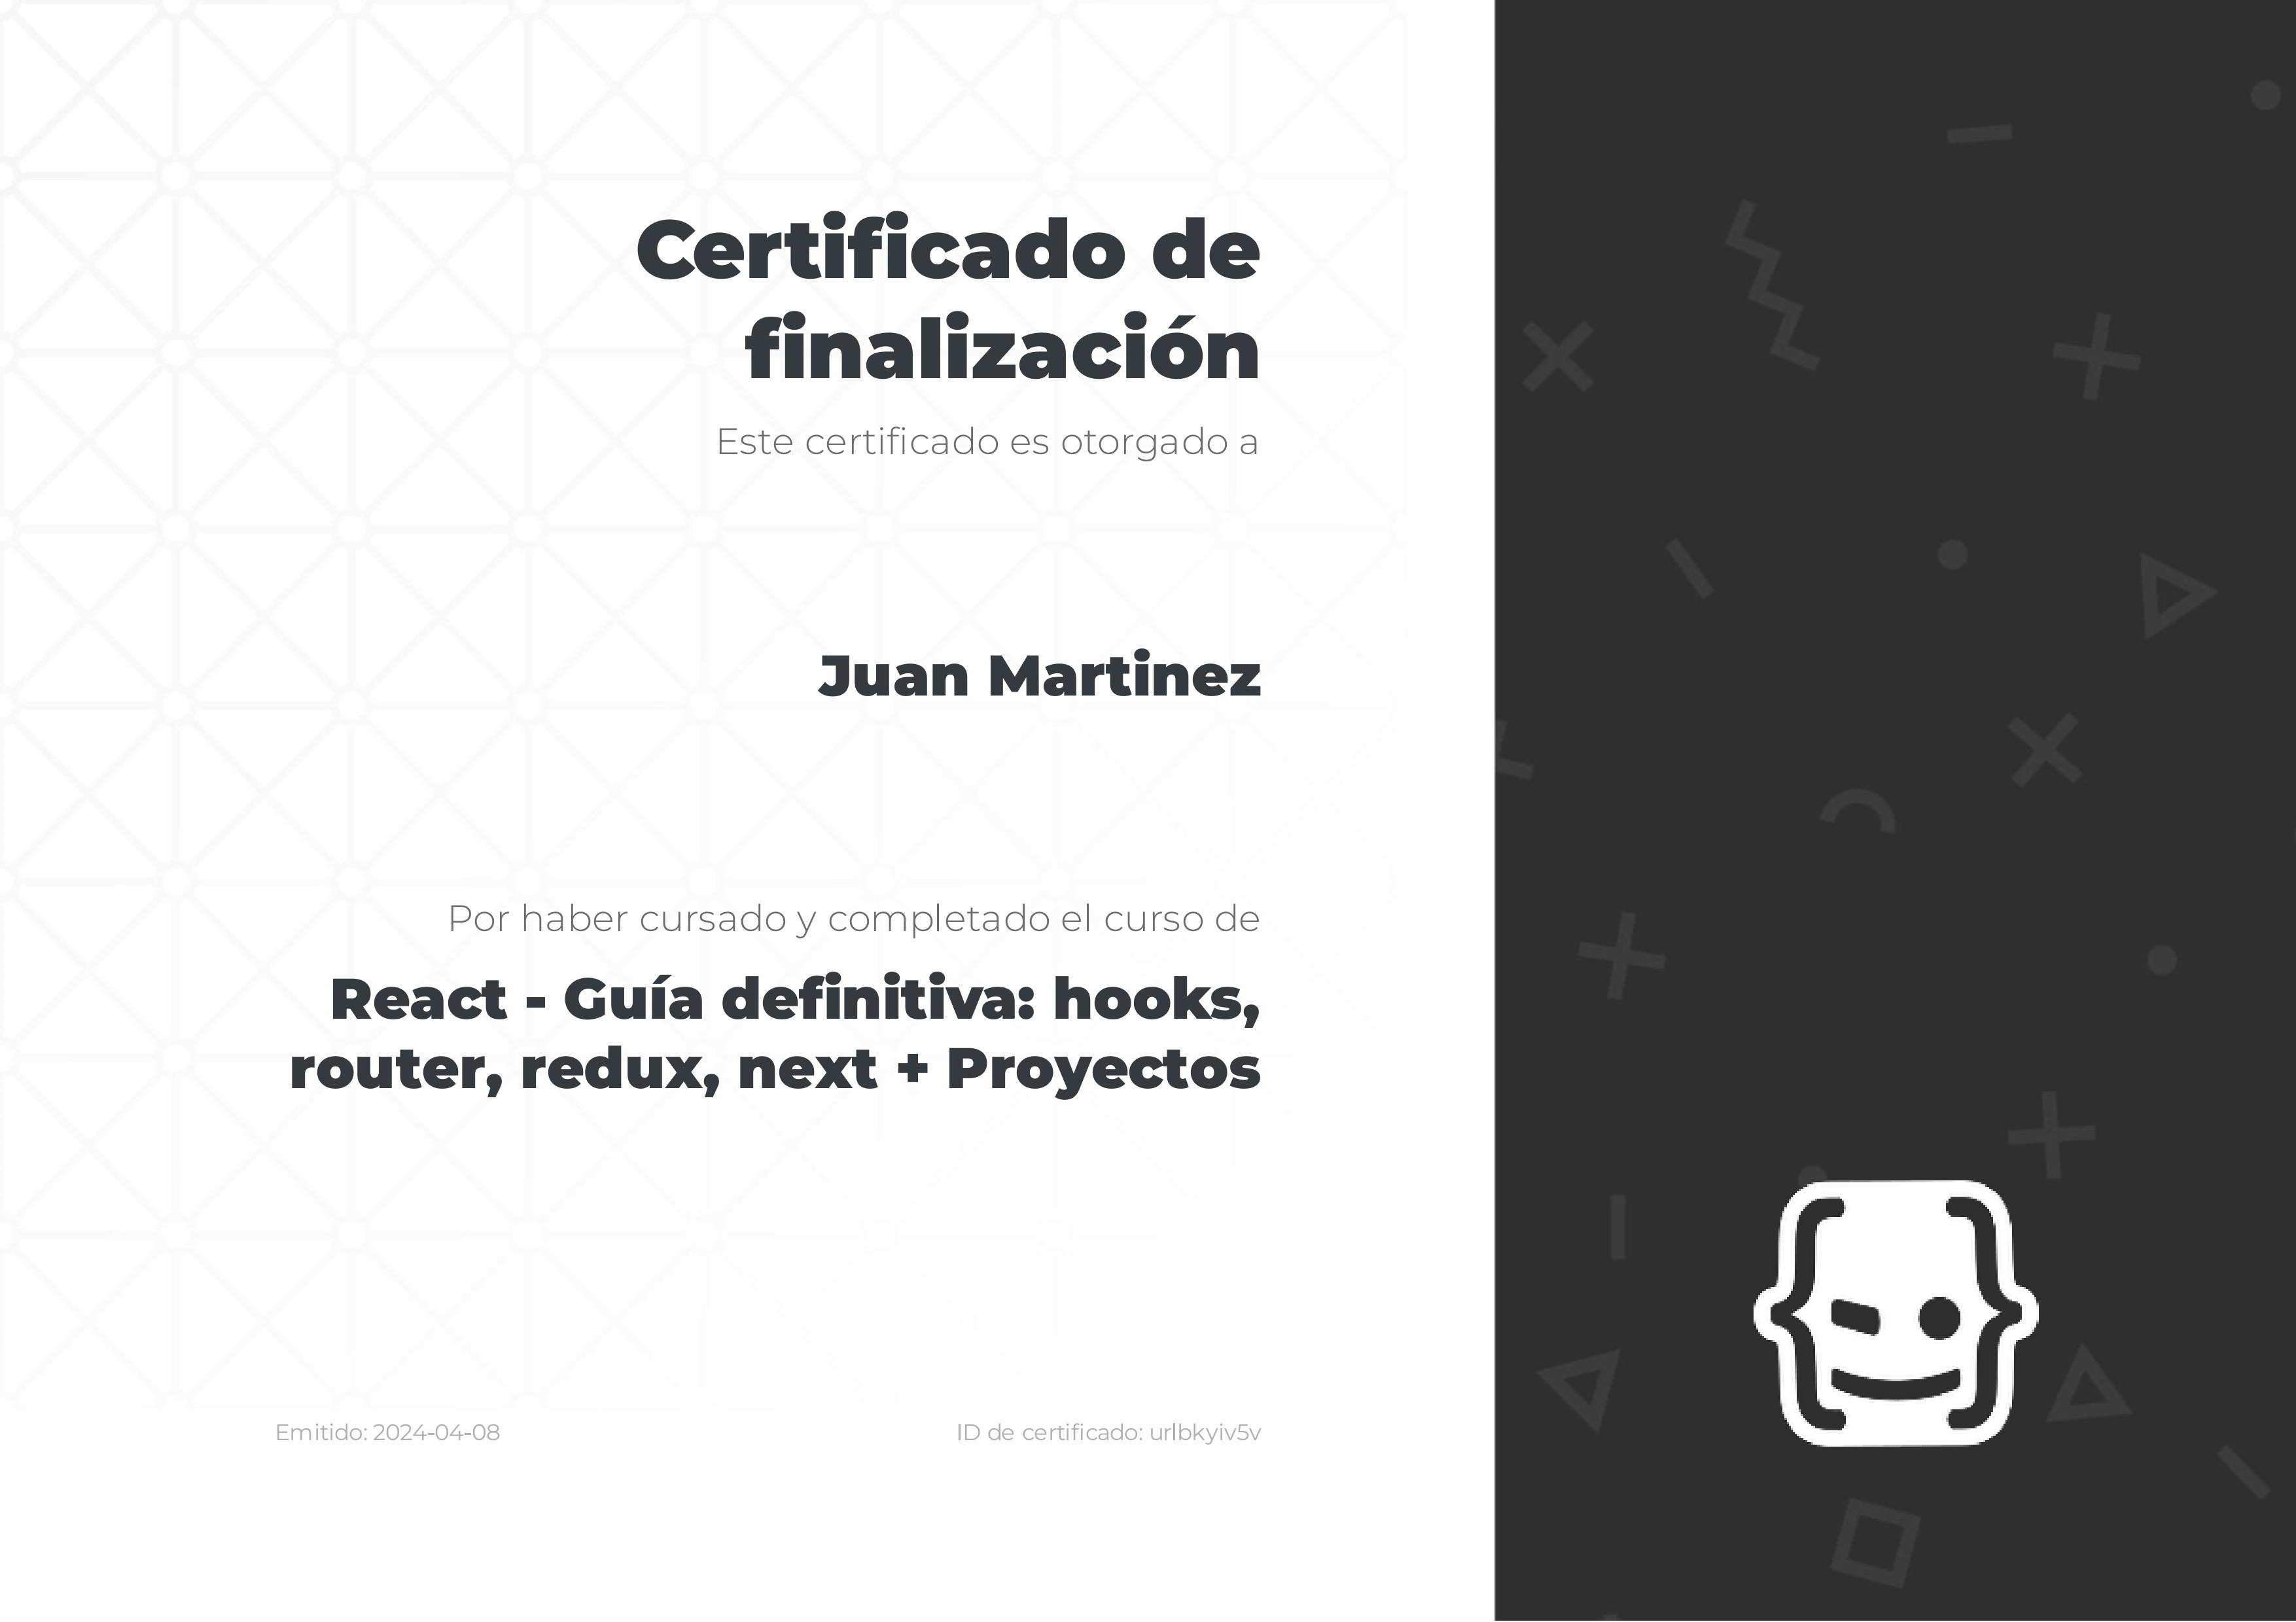 Certificado de
finalización
Este certificado es otorgado a
Juan Martinez
Por haber cursado y completado el curso de
React - Guía definitiva: hooks,
router, redux, next + Proyectos
Emitido: 2024-04-08
ID de certificado: urlbkyiv5v